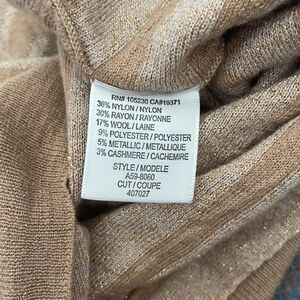 RN# 105230 CA#19371
36% NYLON / NYLON
30% RAYON / RAYONNE
17% WOOL / LAINE
9% POLYESTER / POLYESTER
5% METALLIC / METALLIQUE
3% CASHMERE / CACHEMIRE
STYLE / MODELE
A59-8060
CUT / COUPE
407027